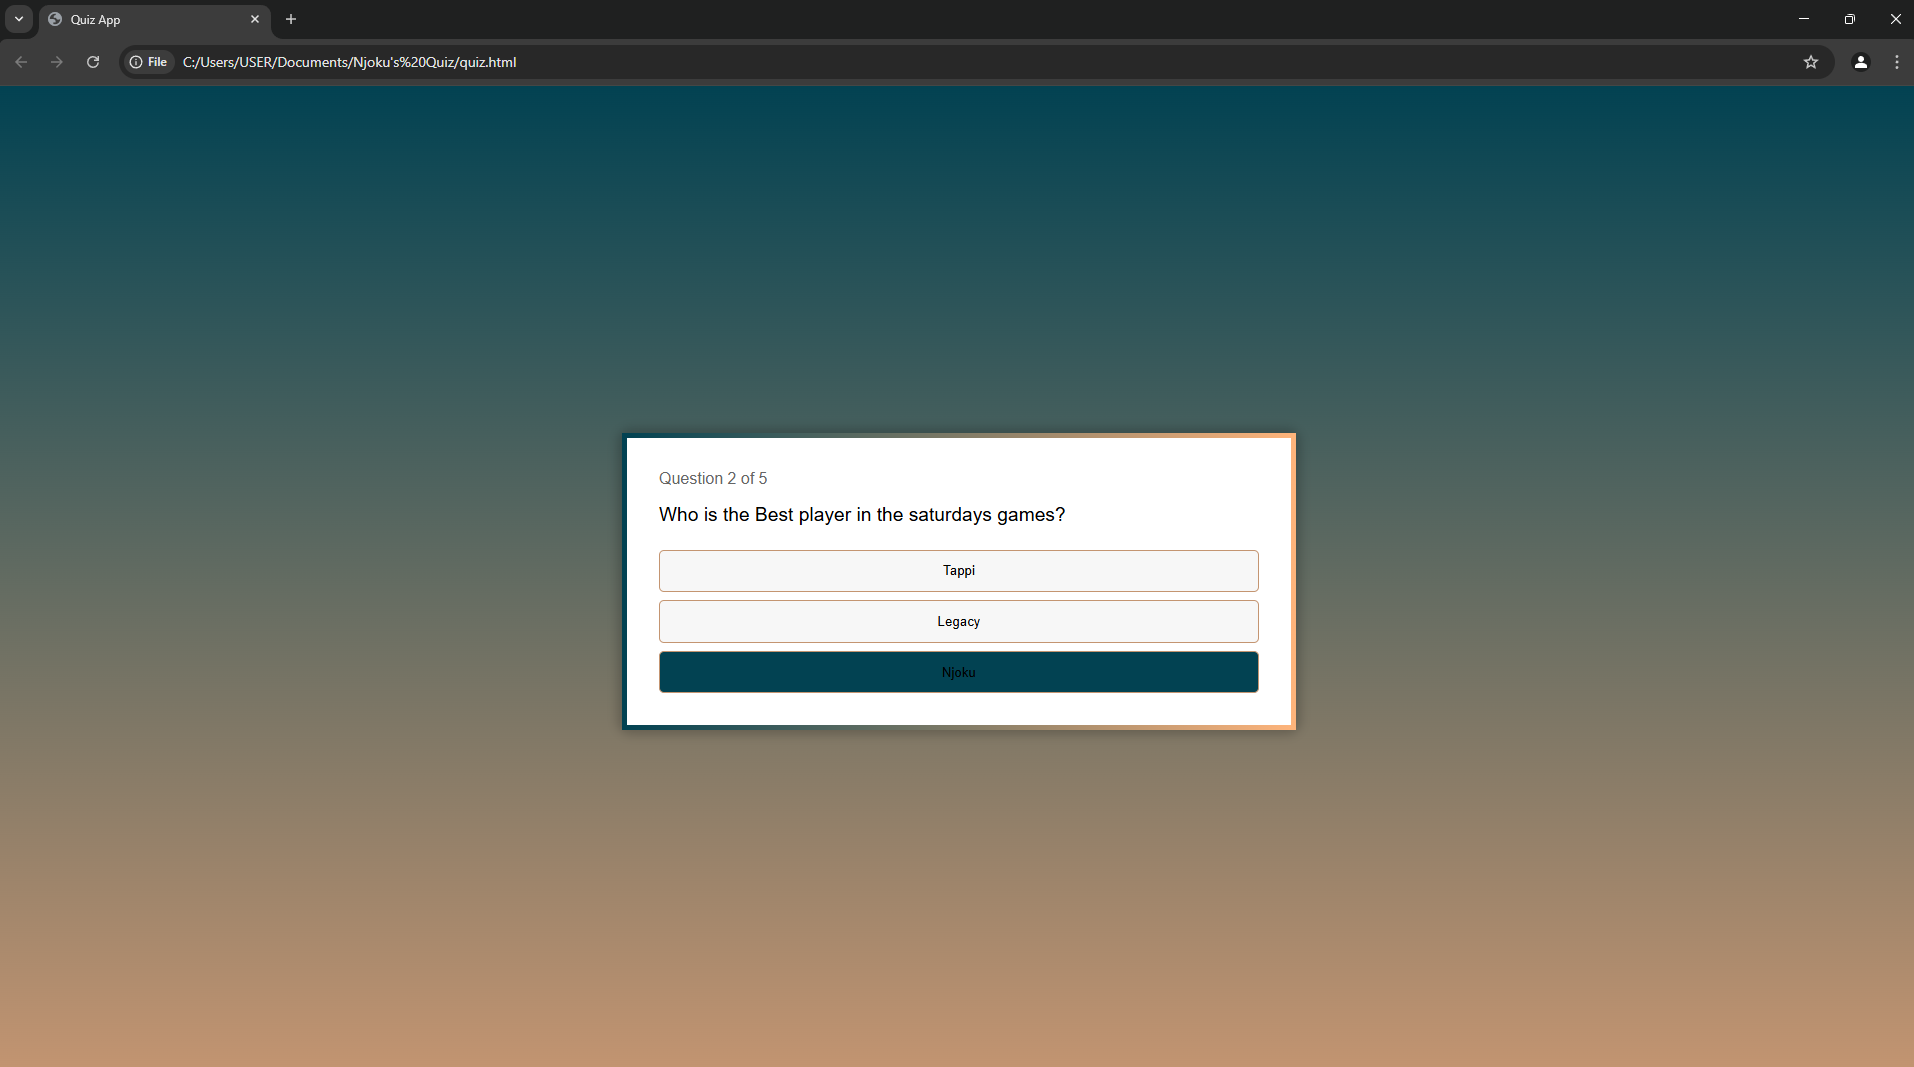 Quiz App
File C:/Users/USER/Documents/Njoku's%20Quiz/quiz.html
Question 2 of 5
Who is the Best player in the saturdays games?
Tappi
Legacy
Njoku